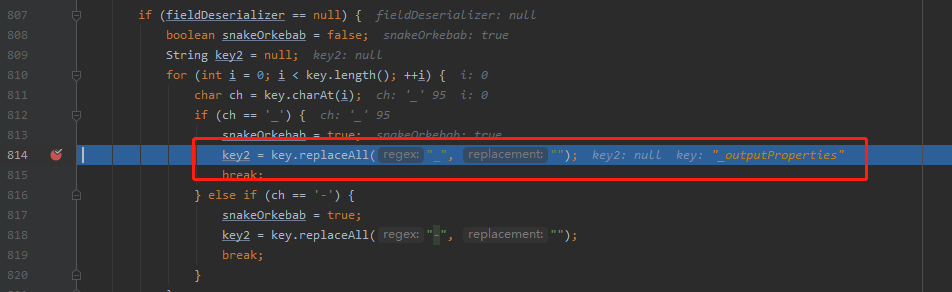 807 if (fieldDeserializer == null) { fieldDeserializer: null
808 boolean snakeOrkebab = false; snakeOrkebab: true
809 String key2 = null; key2: null
810 for (int i = 0; i < key.length(); ++i) { i: 0
811 char ch = key.charAt(i); ch: '_' 95 i: 0
812 if (ch == '_') { ch: '_' 95
813 snakeOrkebab = true; snakeOrkebab: true
814 key2 = key.replaceAll( regex: "_", replacement: ""); key2: null key: "_outputProperties"
815 break;
816 } else if (ch == '-') {
817 snakeOrkebab = true;
818 key2 = key.replaceAll( regex: "-", replacement: "");
819 break;
820 }